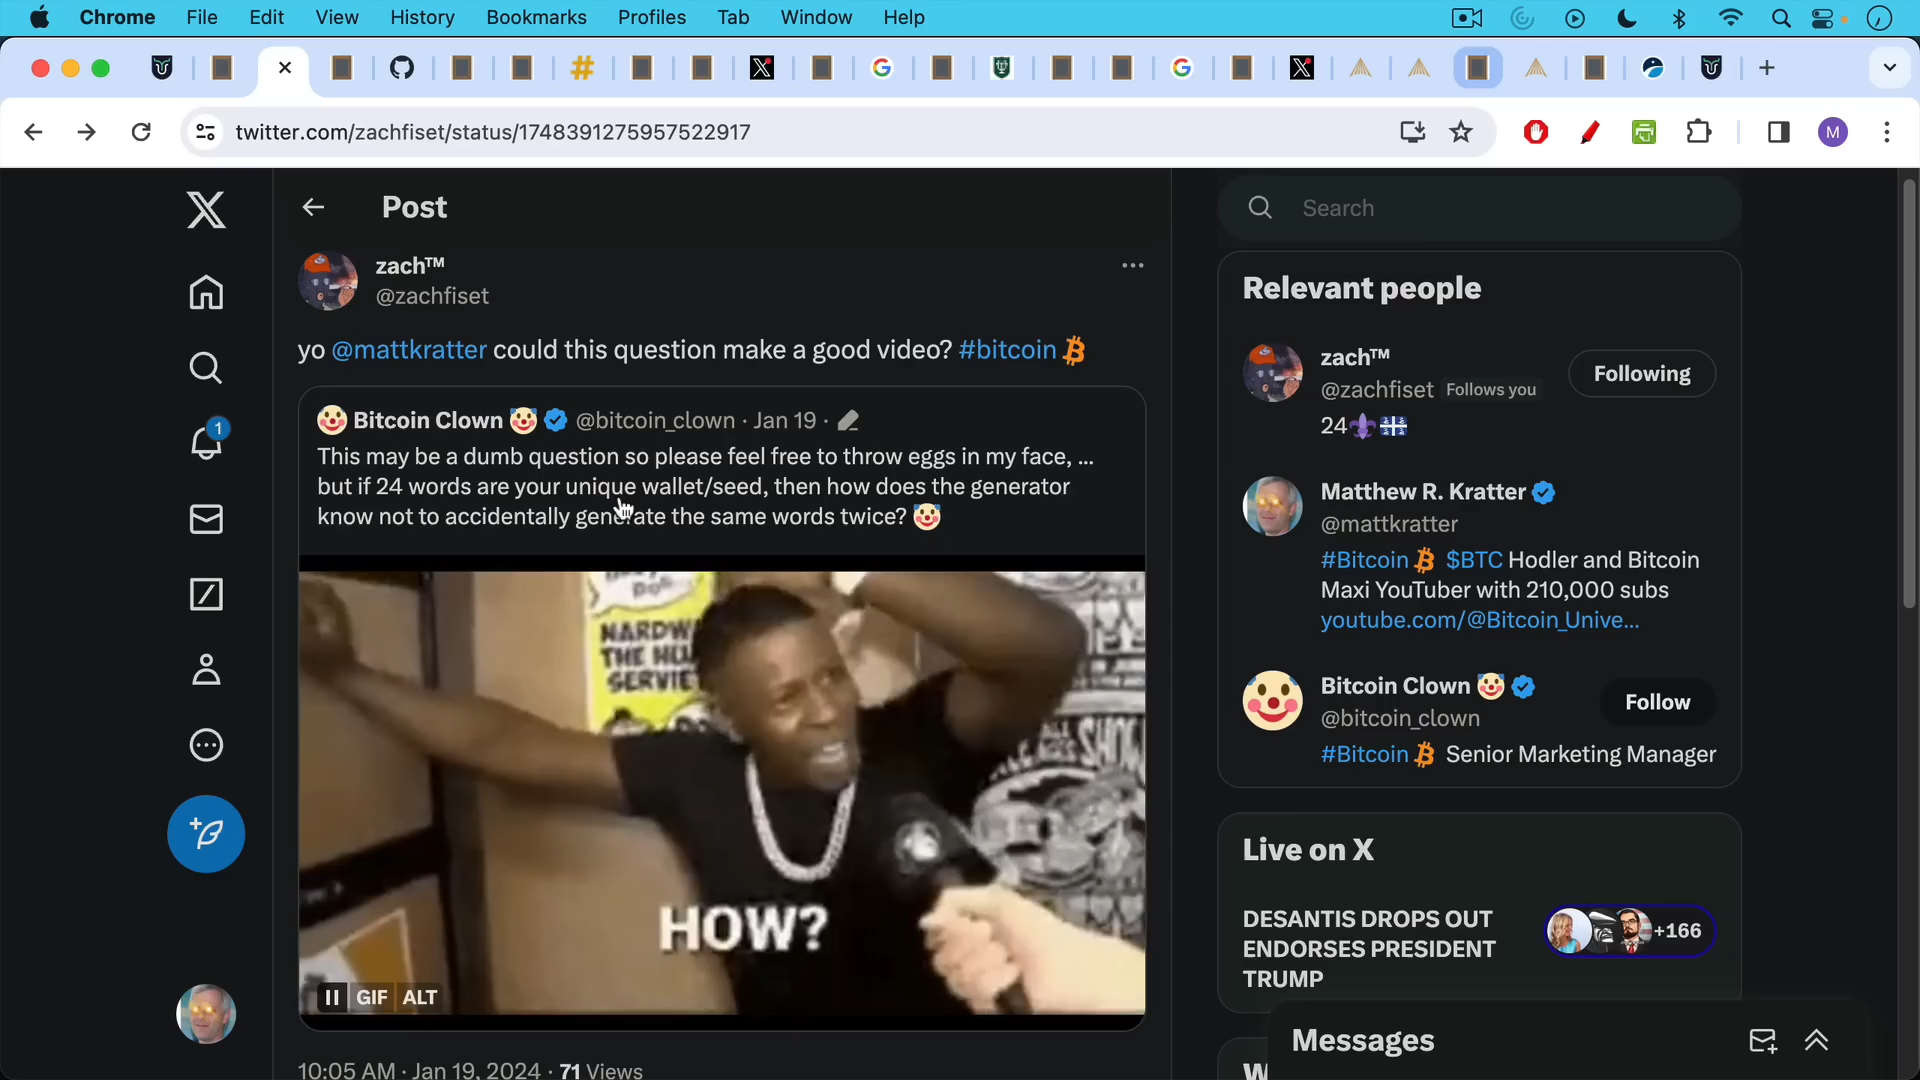 Chrome File Edit View History Bookmarks Profiles Tab Window Help
twitter.com/zachfiset/status/1748391275957522917
M
Post
zach™
@zachfiset
yo @mattkratter could this question make a good video? #bitcoin
Bitcoin Clown 🤡 @bitcoin_clown · Jan 19 ·
This may be a dumb question so please feel free to throw eggs in my face, ...
but if 24 words are your unique wallet/seed, then how does the generator
know not to accidentally generate the same words twice? 🤡
HARDW
THE HU
SERVIE
HOW?
GIF ALT
10:05 AM · Jan 19, 2024 · 71 Views
1
Search
Relevant people
zach™
@zachfiset Follows you
Following
24⚜
Matthew R. Kratter
@mattkratter
#Bitcoin $BTC Hodler and Bitcoin
Maxi YouTuber with 210,000 subs
youtube.com/@Bitcoin_Unive...
Bitcoin Clown 🤡
@bitcoin_clown
Follow
#Bitcoin Senior Marketing Manager
Live on X
DESANTIS DROPS OUT
ENDORSES PRESIDENT
TRUMP
+166
Messages